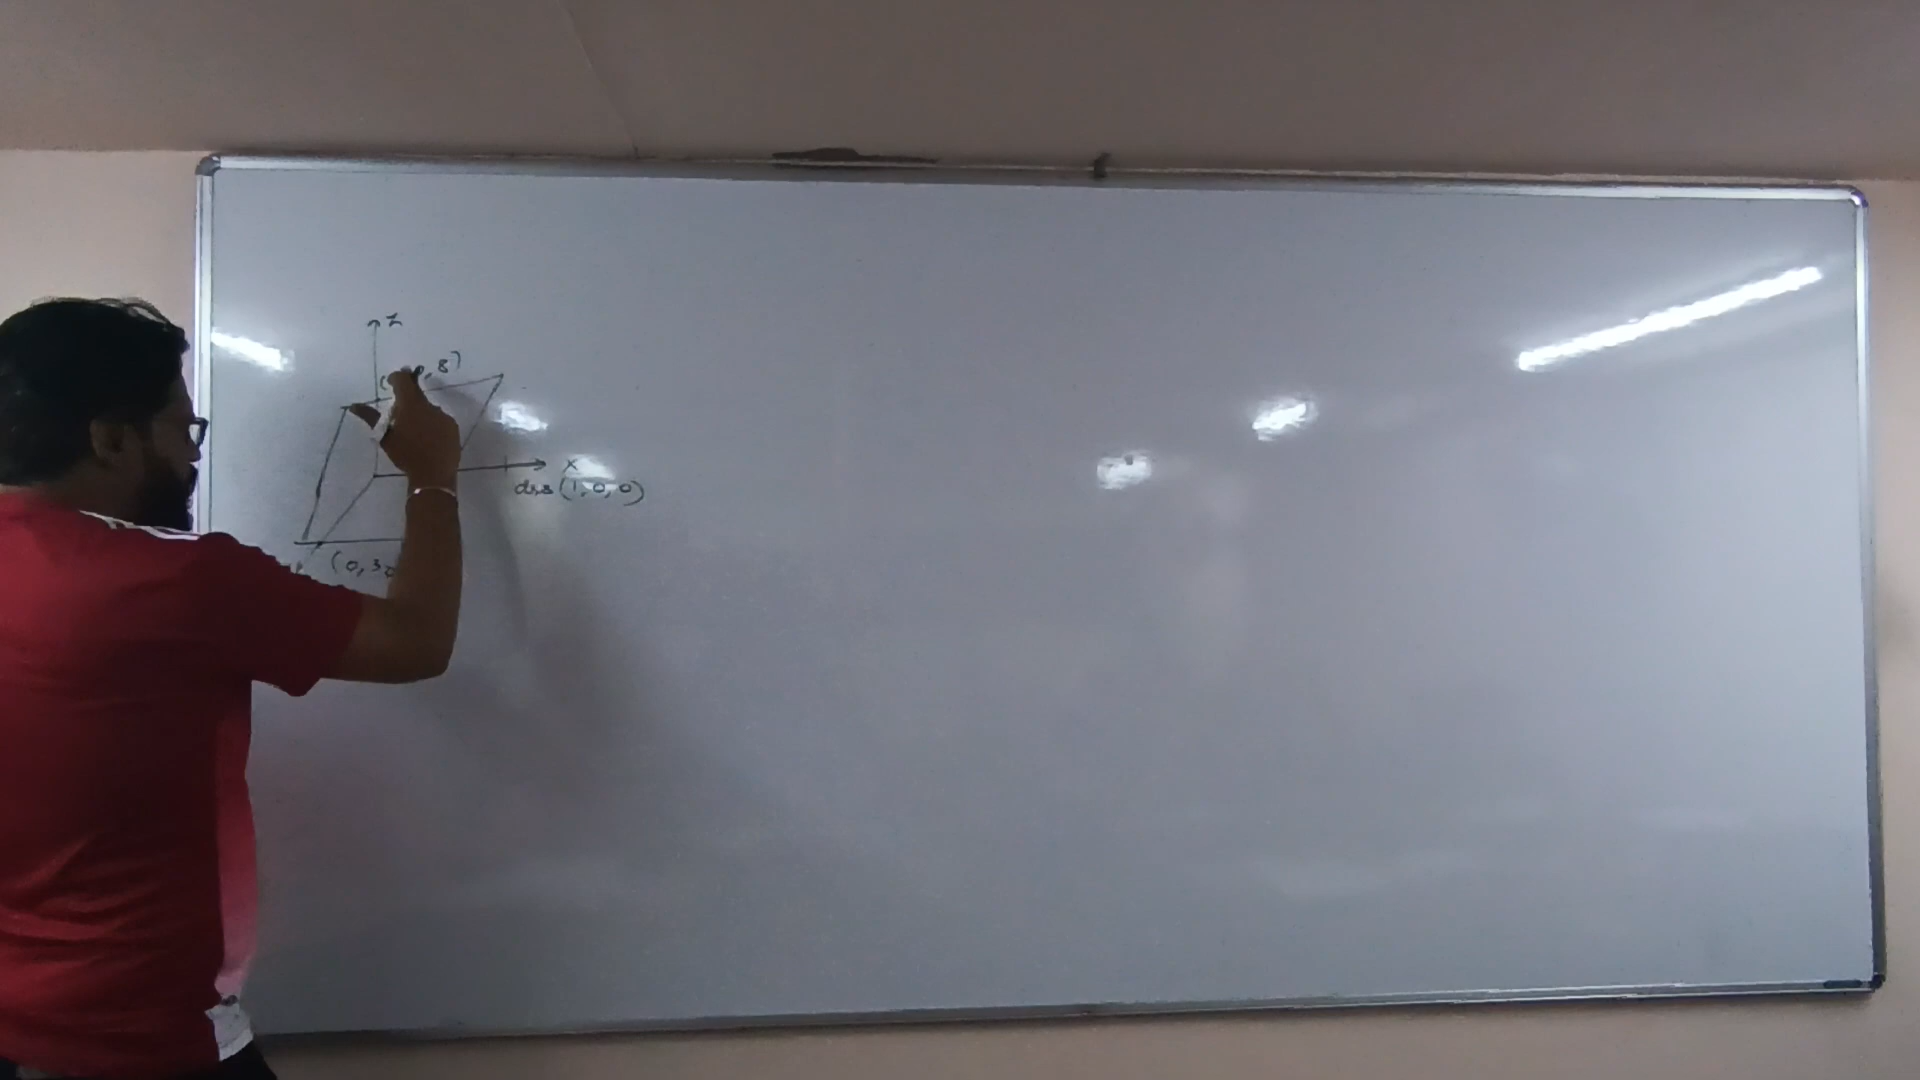 Z
, 8)
X
d.r.s (1, 0, 0)
(0, 3,